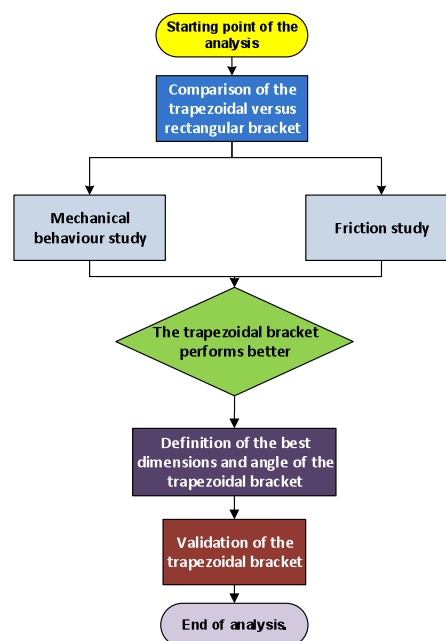 Starting point of the
analysis
Comparison of the
trapezoidal versus
rectangular bracket
Mechanical
behaviour study
Friction study
The trapezoidal bracket
performs better
Definition of the best
dimensions and angle of the
trapezoidal bracket
Validation of the
trapezoidal bracket
End of analysis.